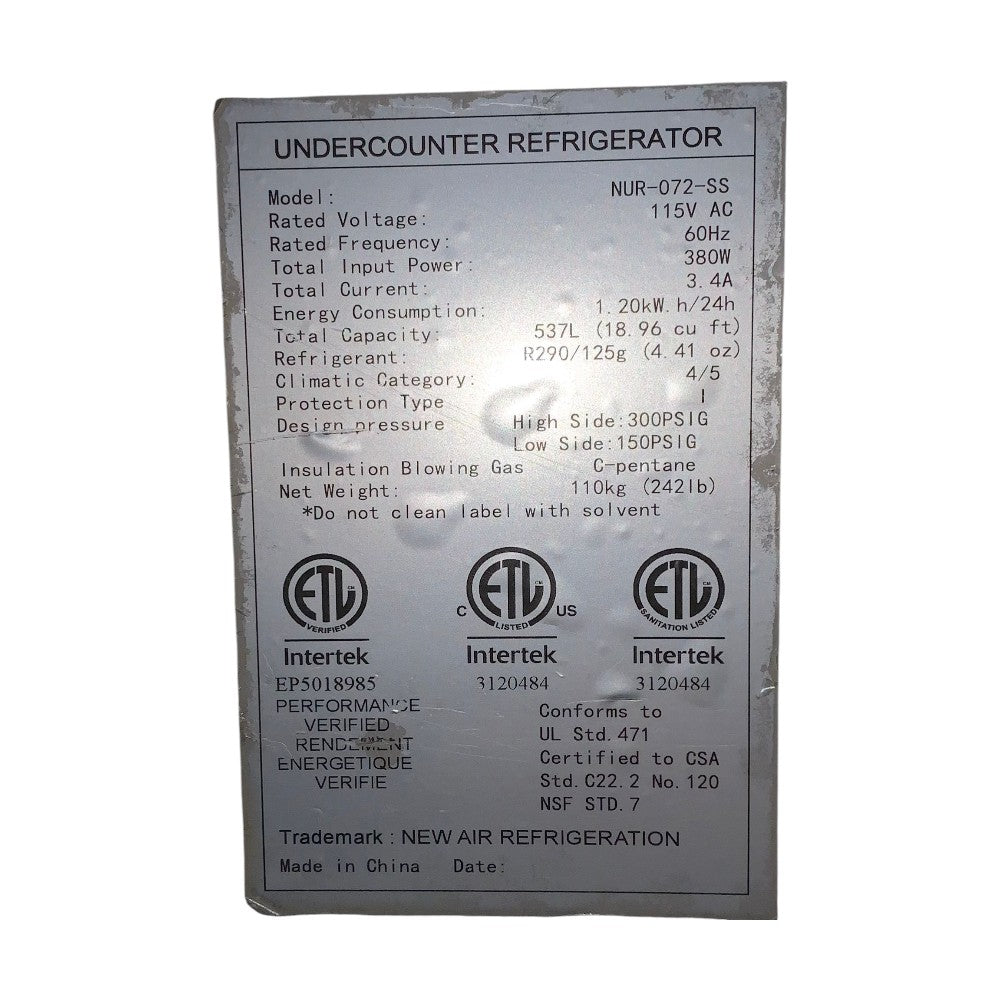 UNDERCOUNTER REFRIGERATOR
Model: NUR-072-SS
Rated Voltage: 115V AC
Rated Frequency: 60Hz
Total Input Power: 380W
Total Current: 3.4A
Energy Consumption: 1.20kW.h/24h
Total Capacity: 537L (18.96 cu ft)
Refrigerant: R290/125g (4.41 oz)
Climatic Category: 4/5
Protection Type I
Design pressure High Side:300PSIG
Low Side:150PSIG
Insulation Blowing Gas C-pentane
Net Weight: 110kg (242lb)
*Do not clean label with solvent
ETL CM VERIFIED
Intertek
EP5018985
PERFORMANCE
VERIFIED
RENDEMENT
ENERGETIQUE
VERIFIE
C ETL CM LISTED US
Intertek
3120484
ETL CM SANITATION LISTED
Intertek
3120484
Conforms to
UL Std.471
Certified to CSA
Std.C22.2 No.120
NSF STD.7
Trademark : NEW AIR REFRIGERATION
Made in China Date: